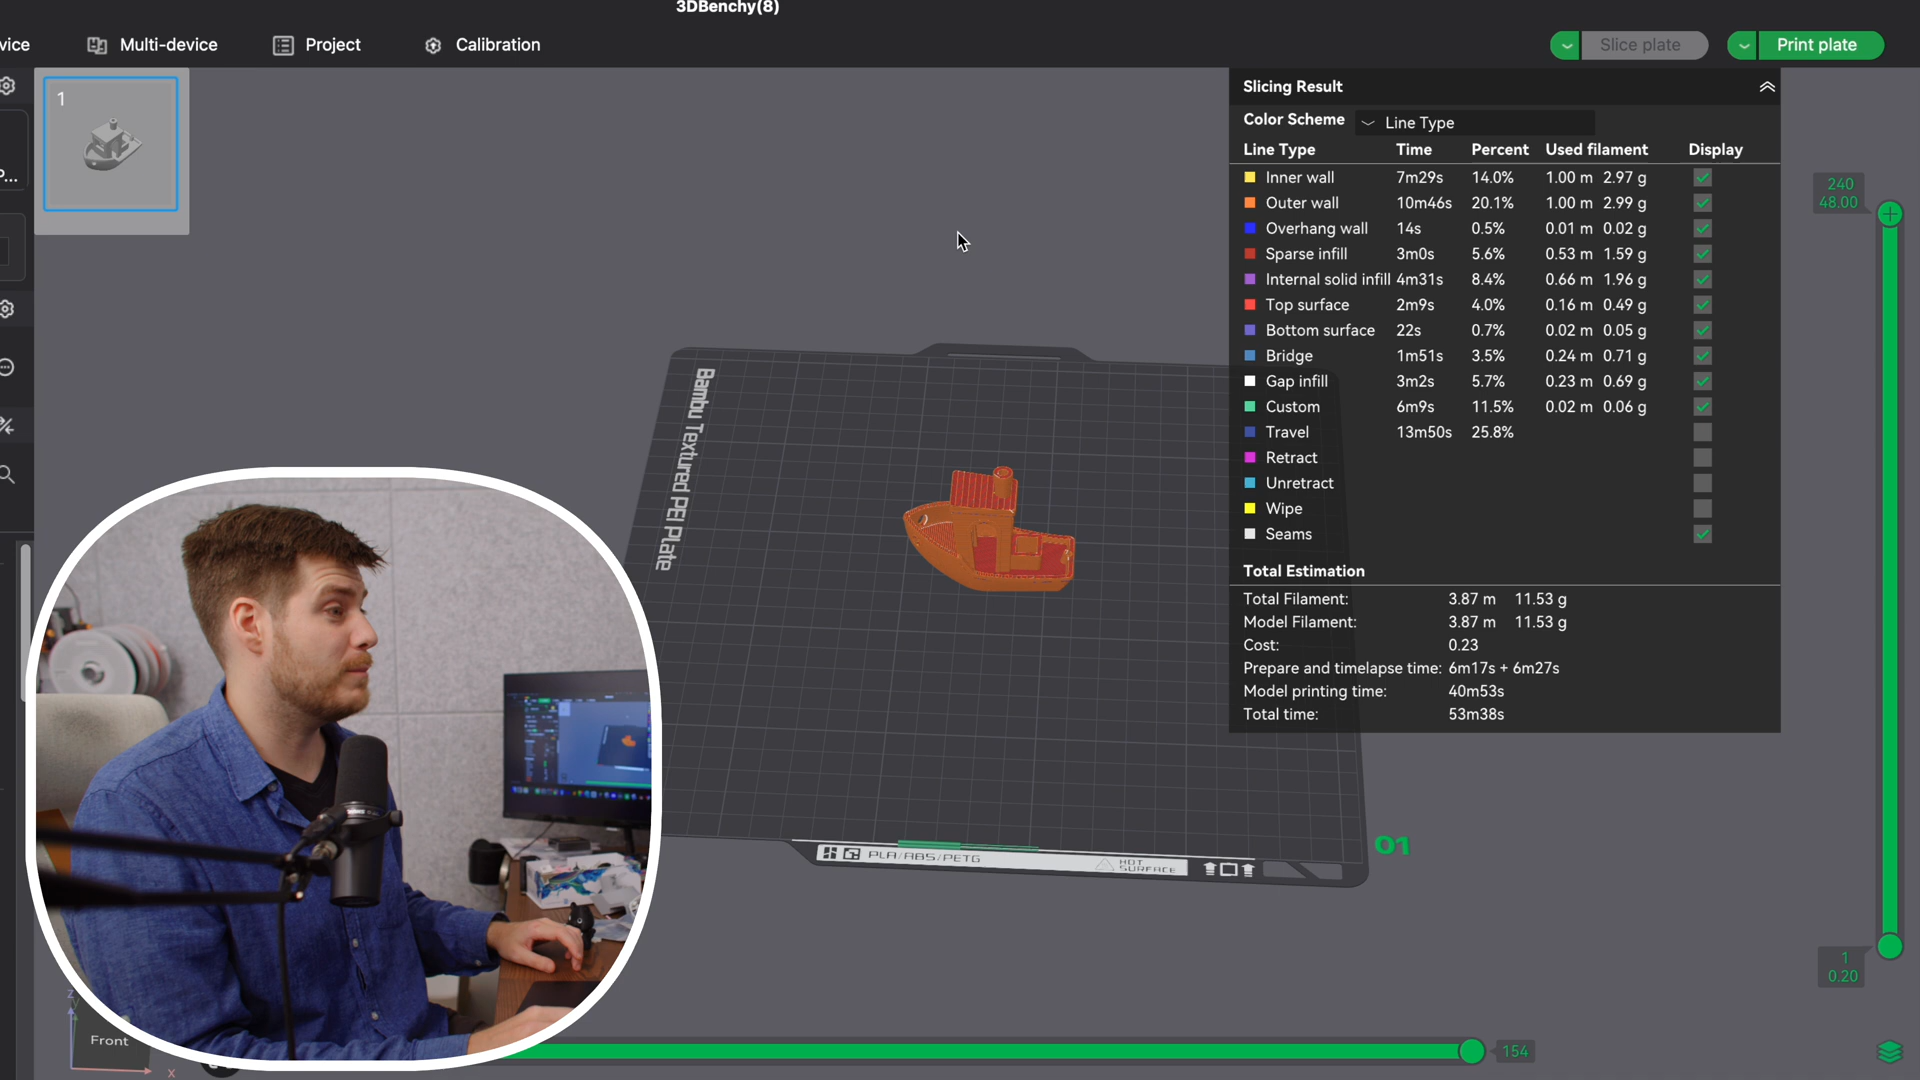 3DBenchy(8)
vice Multi-device Project Calibration Slice plate Print plate
1
P...
Slicing Result
Color Scheme Line Type
Line Type Time Percent Used filament Display
Inner wall 7m29s 14.0% 1.00 m 2.97 g
Outer wall 10m46s 20.1% 1.00 m 2.99 g
Overhang wall 14s 0.5% 0.01 m 0.02 g
Sparse infill 3m0s 5.6% 0.53 m 1.59 g
Internal solid infill 4m31s 8.4% 0.66 m 1.96 g
Top surface 2m9s 4.0% 0.16 m 0.49 g
Bottom surface 22s 0.7% 0.02 m 0.05 g
Bridge 1m51s 3.5% 0.24 m 0.71 g
Gap infill 3m2s 5.7% 0.23 m 0.69 g
Custom 6m9s 11.5% 0.02 m 0.06 g
Travel 13m50s 25.8%
Retract
Unretract
Wipe
Seams
Total Estimation
Total Filament: 3.87 m 11.53 g
Model Filament: 3.87 m 11.53 g
Cost: 0.23
Prepare and timelapse time: 6m17s + 6m27s
Model printing time: 40m53s
Total time: 53m38s
240
48.00
Bambu Textured PEI Plate
PLA/ABS/PETG
HOT
SURFACE
01
1
0.20
154
z
y
Front
x